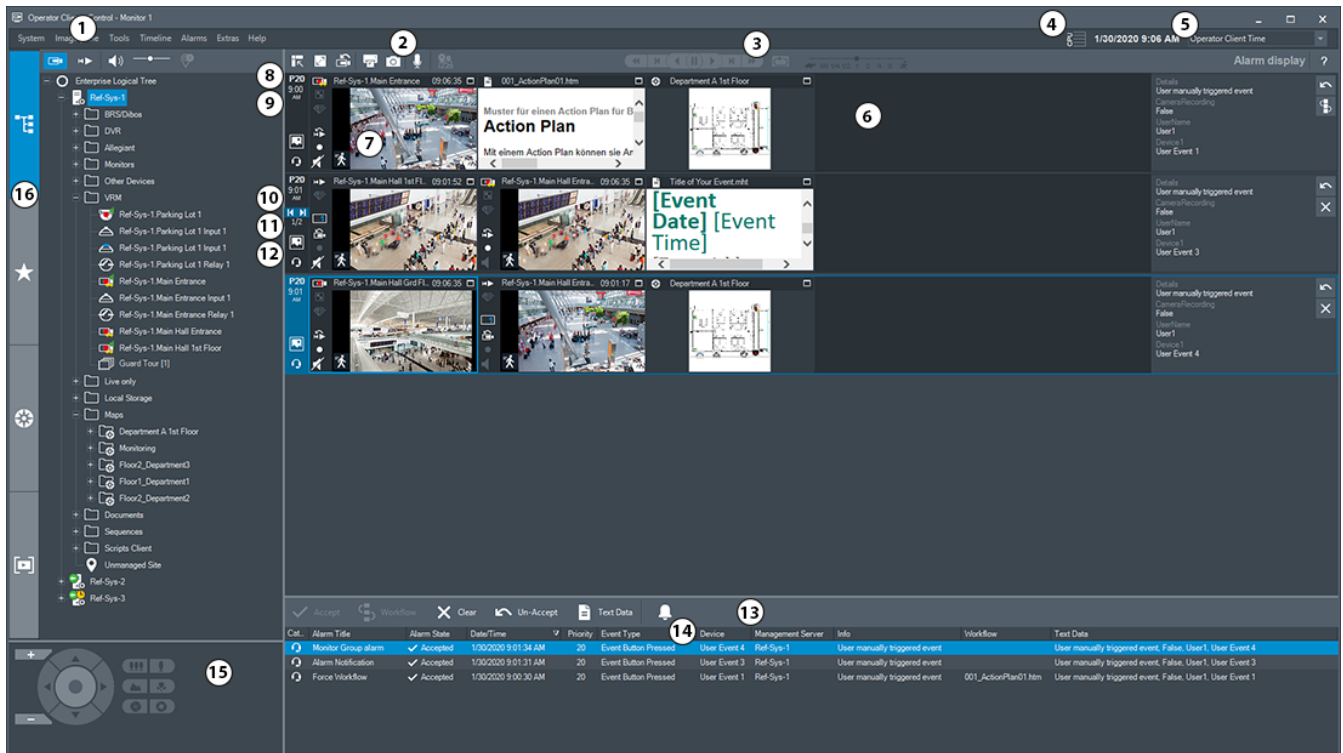 Operator Client
Control - Monitor 1
1
4
5
System
Tools
Timeline
Alarms
Extras
Help
2
3
1/30/2020 9:06 AM
Operator Client Time
Alarm display
?
Enterprise Logical Tree
Ref-Sys-1
BRS/Dibos
DVR
Allegiant
Monitors
Other Devices
VRM
Ref-Sys-1.Parking Lot 1
Ref-Sys-1.Parking Lot 1 Input 1
Ref-Sys-1.Parking Lot 1 Input 1
Ref-Sys-1.Parking Lot 1 Relay 1
Ref-Sys-1.Main Entrance
Ref-Sys-1.Main Entrance Input 1
Ref-Sys-1.Main Entrance Relay 1
Ref-Sys-1.Main Hall Entrance
Ref-Sys-1.Main Hall 1st Floor
Guard Tour [1]
Live only
Local Storage
Maps
Department A 1st Floor
Monitoring
Floor2_Department3
Floor1_Department1
Floor2_Department2
Documents
Sequences
Scripts Client
Unmanaged Site
Ref-Sys-2
Ref-Sys-3
16
8
9
10
11
12
P20
9:00
AM
Ref-Sys-1.Main Entrance 09:06:35
7
001_ActionPlan01.htm
Muster für einen Action Plan für B
Action Plan
Mit einem Action Plan können sie Ar
Department A 1st Floor
6
Details
User manually triggered event
CameraRecording
False
UserName
User1
Device1
User Event 1
P20
9:01
AM
1/2
Ref-Sys-1.Main Hall 1st Fl.. 09:01:52
Ref-Sys-1.Main Hall Entra.. 09:06:35
Title of Your Event.mht
[Event
Date] [Event
Time]
Details
User manually triggered event
CameraRecording
False
UserName
User1
Device1
User Event 3
P20
9:01
AM
Ref-Sys-1.Main Hall Grd Fl.. 09:06:35
Ref-Sys-1.Main Hall Entra.. 09:01:17
Department A 1st Floor
Details
User manually triggered event
CameraRecording
False
UserName
User1
Device1
User Event 4
Accept
Workflow
Clear
Un-Accept
Text Data
13
14
Cat.. Alarm Title Alarm State Date/Time Priority Event Type Device Management Server Info Workflow Text Data
Monitor Group alarm Accepted 1/30/2020 9:01:34 AM 20 Event Button Pressed User Event 4 Ref-Sys-1 User manually triggered event User manually triggered event, False, User1, User Event 4
Alarm Notification Accepted 1/30/2020 9:01:31 AM 20 Event Button Pressed User Event 3 Ref-Sys-1 User manually triggered event User manually triggered event, False, User1, User Event 3
Force Workflow Accepted 1/30/2020 9:00:30 AM 20 Event Button Pressed User Event 1 Ref-Sys-1 User manually triggered event 001_ActionPlan01.htm User manually triggered event, False, User1, User Event 1
15